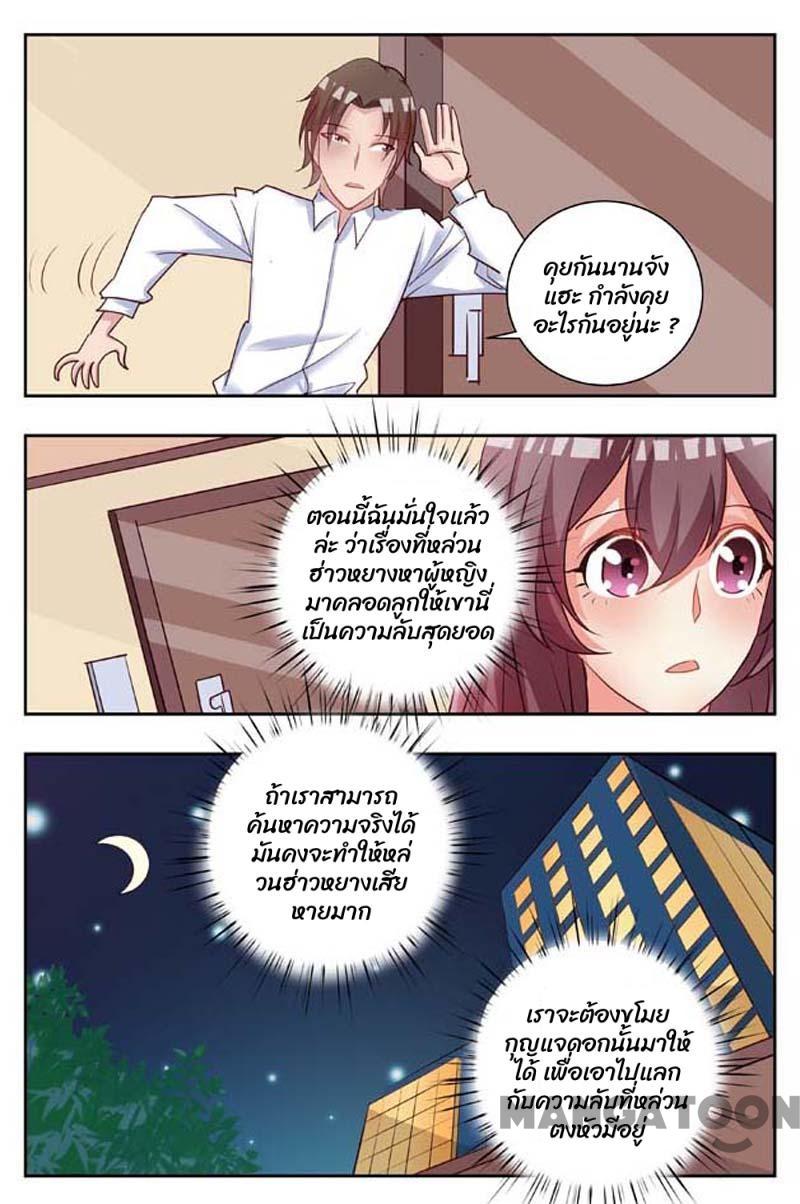 คุยกันนานจัง
แฮะ กำลังคุย
อะไรกันอยู่นะ ?
ตอนนี้ฉันมั่นใจแล้ว
ล่ะ ว่าเรื่องที่หล่วน
ฮ่าวหยางหาผู้หญิง
มาคลอดลูกให้เขานี่
เป็นความลับสุดยอด
ถ้าเราสามารถ
ค้นหาความจริงได้
มันคงจะทำให้หล่
วนฮ่าวหยางเสีย
หายมาก
เราจะต้องขโมย
กุญแจดอกนั้นมาให้
ได้ เพื่อเอาไปแลก
กับความลับที่หล่วน
ตงหัวมีอยู่
MANGATOON